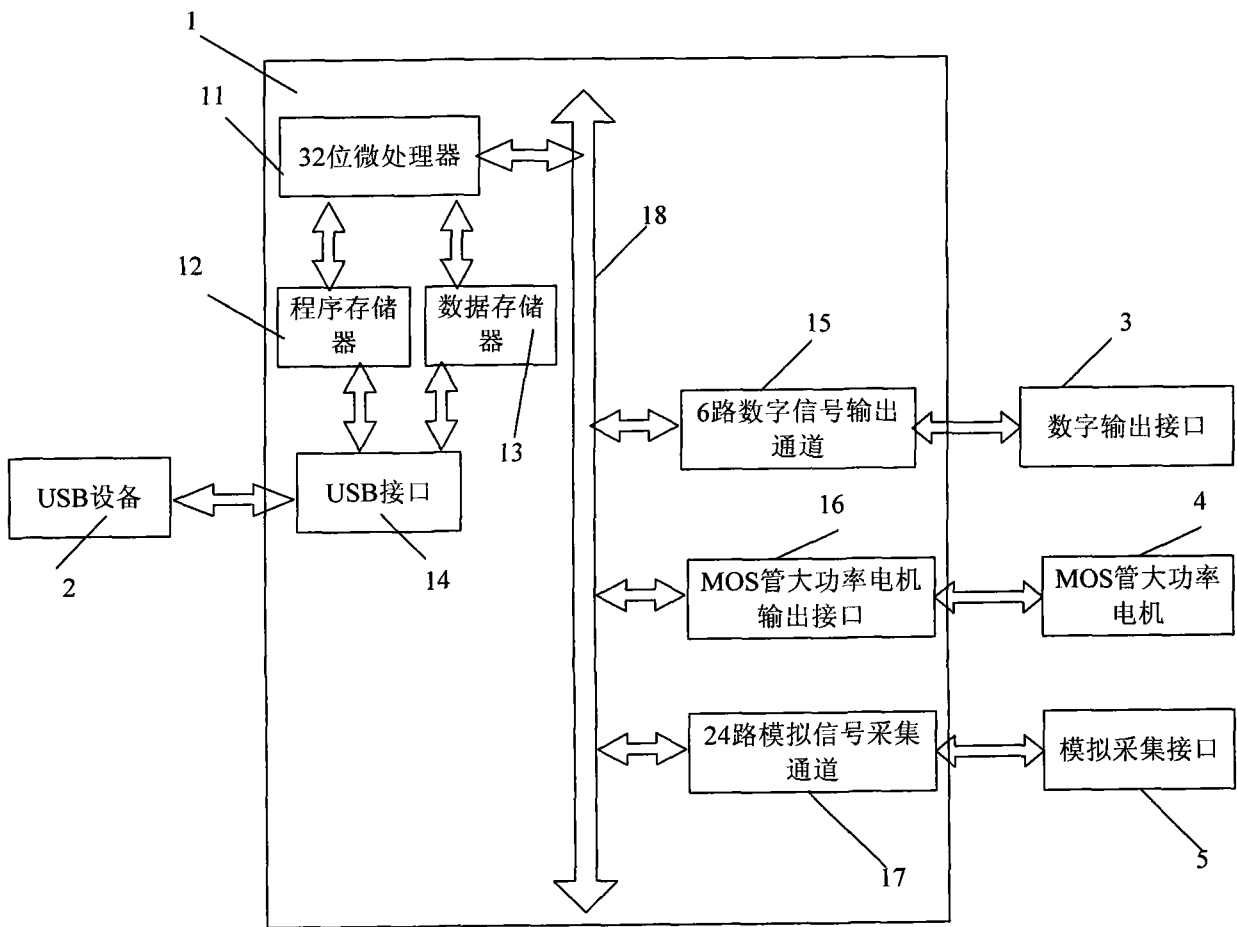 1
11
32位微处理器
18
12
程序存储
器
数据存储
器
13
15
3
6路数字信号输出
通道
数字输出接口
USB设备
2
USB接口
14
16
4
MOS管大功率电机
输出接口
MOS管大功率
电机
24路模拟信号采集
通道
模拟采集接口
17
5